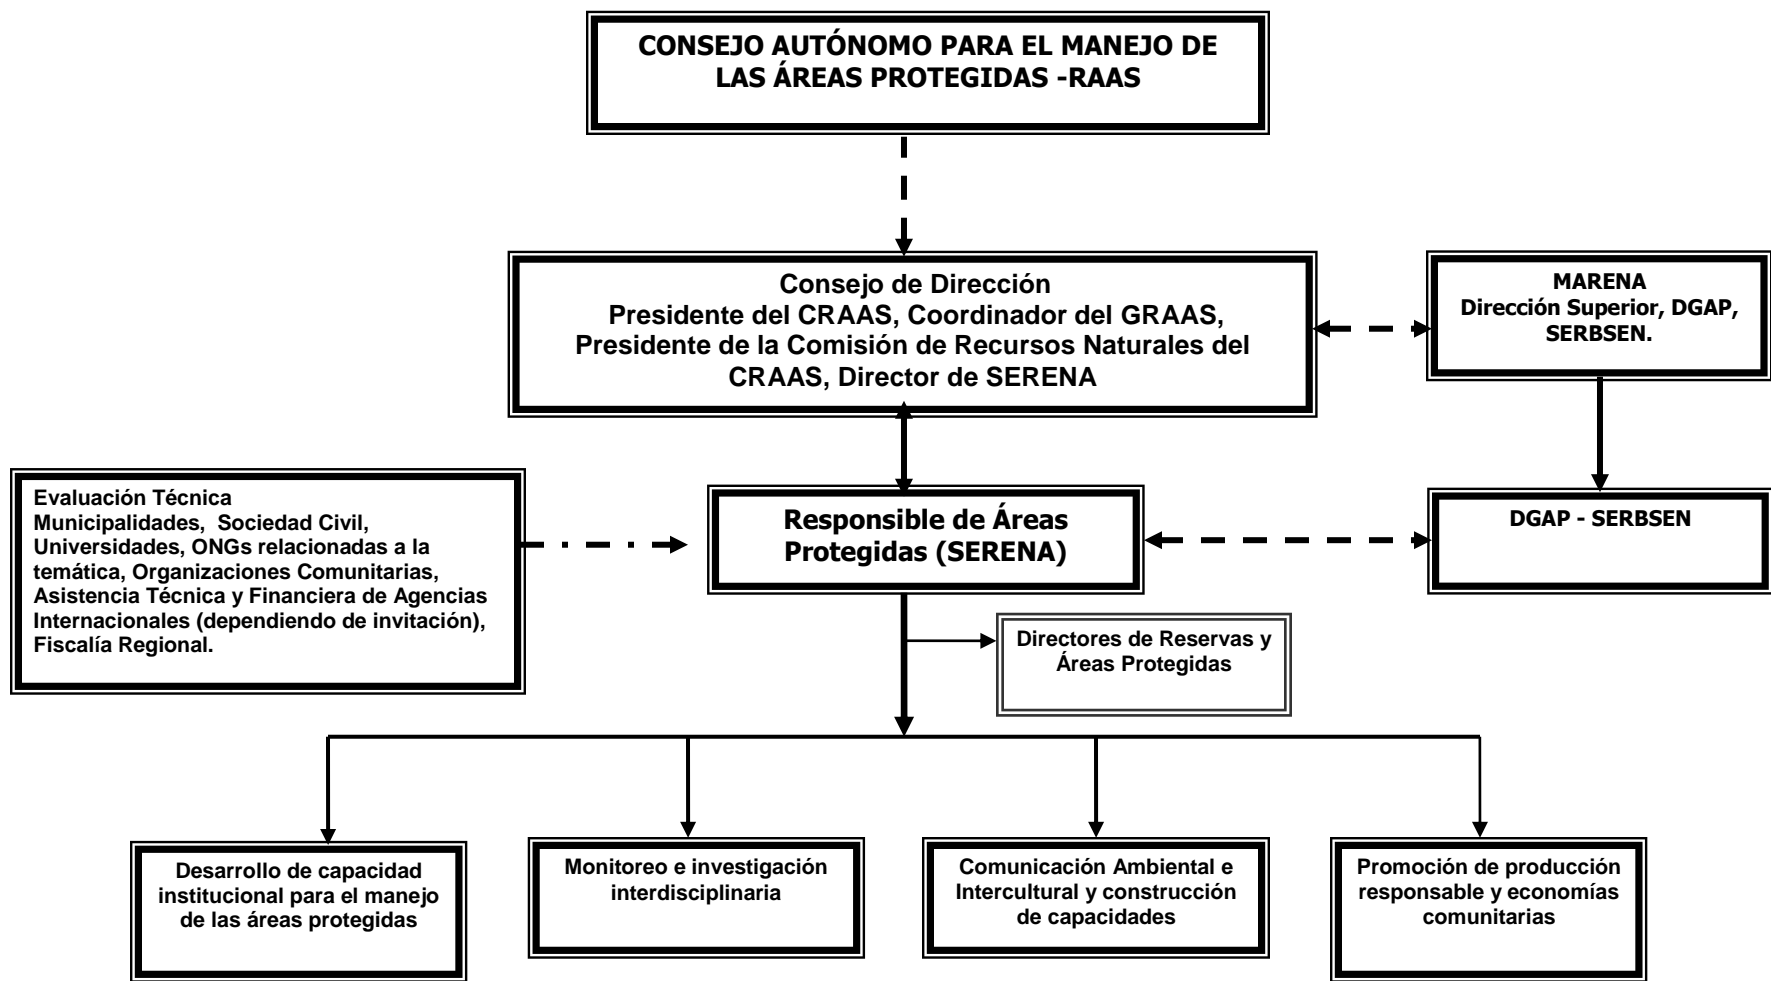 CONSEJO AUTÓNOMO PARA EL MANEJO DE
LAS ÁREAS PROTEGIDAS -RAAS
Consejo de Dirección
Presidente del CRAAS, Coordinador del GRAAS,
Presidente de la Comisión de Recursos Naturales del
CRAAS, Director de SERENA
MARENA
Dirección Superior, DGAP,
SERBSEN.
Evaluación Técnica
Municipalidades, Sociedad Civil,
Universidades, ONGs relacionadas a la
temática, Organizaciones Comunitarias,
Asistencia Técnica y Financiera de Agencias
Internacionales (dependiendo de invitación),
Fiscalía Regional.
Responsible de Áreas
Protegidas (SERENA)
DGAP - SERBSEN
Directores de Reservas y
Áreas Protegidas
Desarrollo de capacidad
institucional para el manejo
de las áreas protegidas
Monitoreo e investigación
interdisciplinaria
Comunicación Ambiental e
Intercultural y construcción
de capacidades
Promoción de producción
responsable y economías
comunitarias